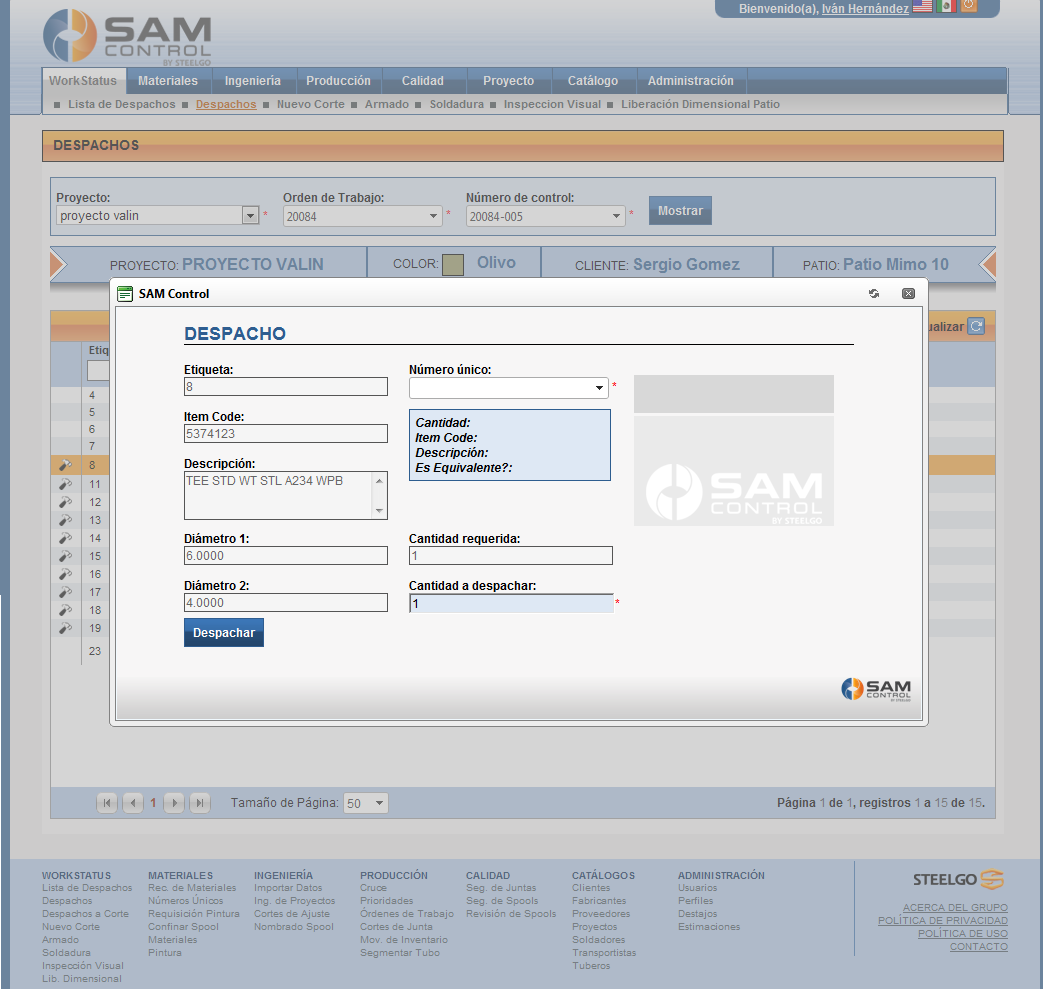 Bienvenido(a), Iván Hernández
SAM
CONTROL
BY STEELGO
WorkStatus Materiales Ingeniería Producción Calidad Proyecto Catálogo Administración
Lista de Despachos Despachos Nuevo Corte Armado Soldadura Inspeccion Visual Liberación Dimensional Patio
DESPACHOS
Proyecto: Orden de Trabajo: Número de control:
proyecto valin * 20084 * 20084-005 * Mostrar
PROYECTO: PROYECTO VALIN COLOR: Olivo CLIENTE: Sergio Gomez PATIO: Patio Mimo 10
SAM Control
ualizar
Etiq
4
5
6
7
8
11
12
13
14
15
16
17
18
19
23
DESPACHO
Etiqueta:
8
Item Code:
5374123
Descripción:
TEE STD WT STL A234 WPB
Diámetro 1:
6.0000
Diámetro 2:
4.0000
Despachar
Número único:
*
Cantidad:
Item Code:
Descripción:
Es Equivalente?:
Cantidad requerida:
1
Cantidad a despachar:
1 *
SAM
CONTROL
BY STEELGO
SAM
CONTROL
BY STEELGO
1 Tamaño de Página: 50 Página 1 de 1, registros 1 a 15 de 15.
WORKSTATUS
Lista de Despachos
Despachos
Despachos a Corte
Nuevo Corte
Armado
Soldadura
Inspección Visual
Lib. Dimensional
MATERIALES
Rec. de Materiales
Números Únicos
Requisición Pintura
Confinar Spool
Materiales
Pintura
INGENIERÍA
Importar Datos
Ing. de Proyectos
Cortes de Ajuste
Nombrado Spool
PRODUCCIÓN
Cruce
Prioridades
Órdenes de Trabajo
Cortes de Junta
Mov. de Inventario
Segmentar Tubo
CALIDAD
Seg. de Juntas
Seg. de Spools
Revisión de Spools
CATÁLOGOS
Clientes
Fabricantes
Proveedores
Proyectos
Soldadores
Transportistas
Tuberos
ADMINISTRACIÓN
Usuarios
Perfiles
Destajos
Estimaciones
STEELGO
ACERCA DEL GRUPO
POLÍTICA DE PRIVACIDAD
POLÍTICA DE USO
CONTACTO